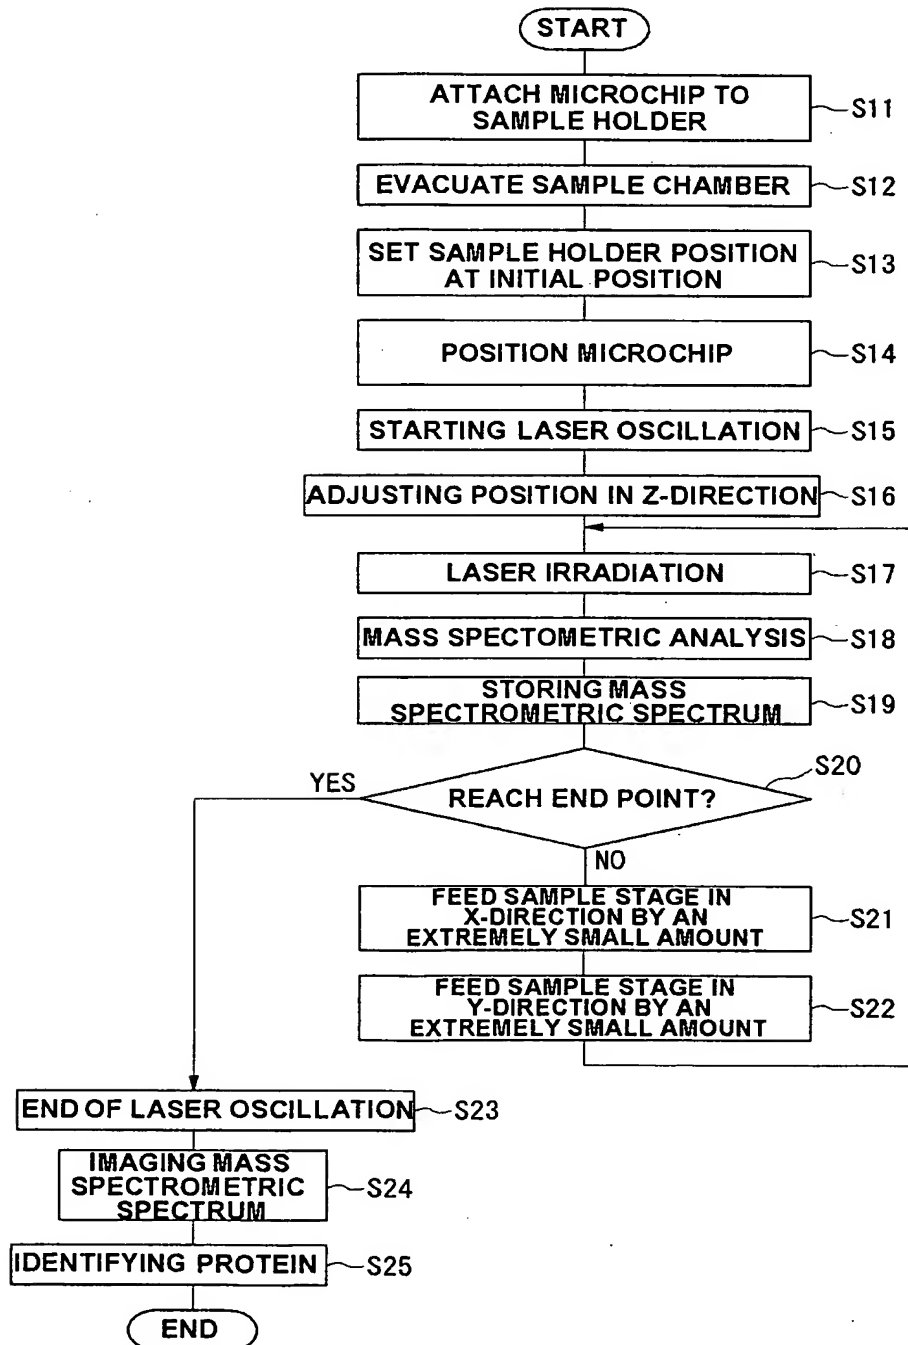 START
ATTACH MICROCHIP TO
SAMPLE HOLDER
S11
EVACUATE SAMPLE CHAMBER
S12
SET SAMPLE HOLDER POSITION
AT INITIAL POSITION
S13
POSITION MICROCHIP
S14
STARTING LASER OSCILLATION
S15
ADJUSTING POSITION IN Z-DIRECTION
S16
LASER IRRADIATION
S17
MASS SPECTOMETRIC ANALYSIS
S18
STORING MASS
SPECTROMETRIC SPECTRUM
S19
S20
YES
REACH END POINT?
NO
FEED SAMPLE STAGE IN
X-DIRECTION BY AN
EXTREMELY SMALL AMOUNT
S21
FEED SAMPLE STAGE IN
Y-DIRECTION BY AN
EXTREMELY SMALL AMOUNT
S22
END OF LASER OSCILLATION
S23
IMAGING MASS
SPECTROMETRIC
SPECTRUM
S24
IDENTIFYING PROTEIN
S25
END